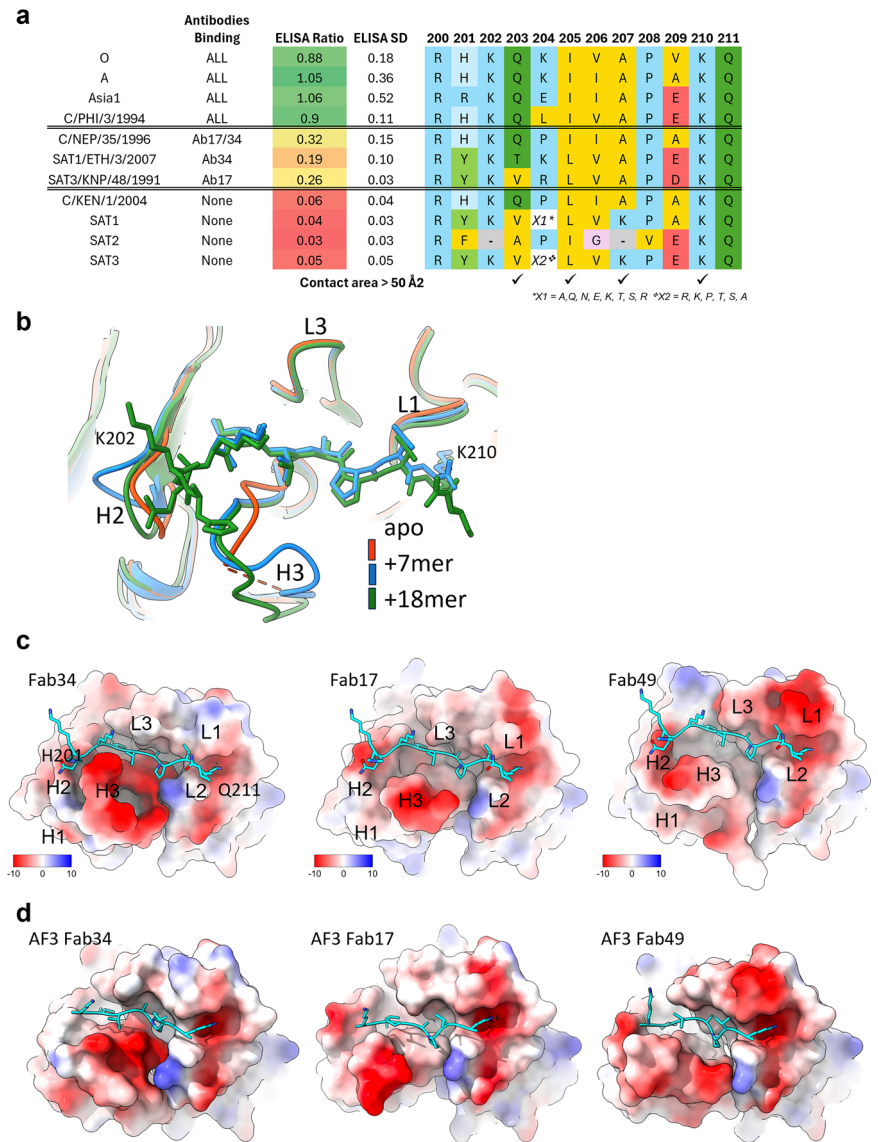 a
Antibodies Binding ELISA Ratio ELISA SD 200 201 202 203 204 205 206 207 208 209 210 211
O ALL 0.88 0.18 R H K Q K I V A P V K Q
A ALL 1.05 0.36 R H K Q K I I A P A K Q
Asia1 ALL 1.06 0.52 R R K Q E I I A P E K Q
C/PHI/3/1994 ALL 0.9 0.11 R H K Q L I V A P E K Q
C/NEP/35/1996 Ab17/34 0.32 0.15 R H K Q P I I A P A K Q
SAT1/ETH/3/2007 Ab34 0.19 0.10 R Y K T K L V A P E K Q
SAT3/KNP/48/1991 Ab17 0.26 0.03 R Y K V R L V A P D K Q
C/KEN/1/2004 None 0.06 0.04 R H K Q P L I A P A K Q
SAT1 None 0.04 0.03 R Y K V X1* L V K P A K Q
SAT2 None 0.03 0.03 R F - A P I G - V E K Q
SAT3 None 0.05 0.05 R Y K V X2❖ L V K P E K Q
Contact area > 50 Å2 ✓ ✓ ✓ ✓
*X1 = A,Q, N, E, K, T, S, R ❖X2 = R, K, P, T, S, A
b
L3
L1
K202
K210
H2
H3
apo
+7mer
+18mer
c
Fab34
L3
L1
H201
H2
H3
L2
Q211
H1
-10 0 10
Fab17
L3
L1
H2
H3
L2
H1
-10 0 10
Fab49
L3
L1
H2
H3
L2
H1
-10 0 10
d
AF3 Fab34
AF3 Fab17
AF3 Fab49